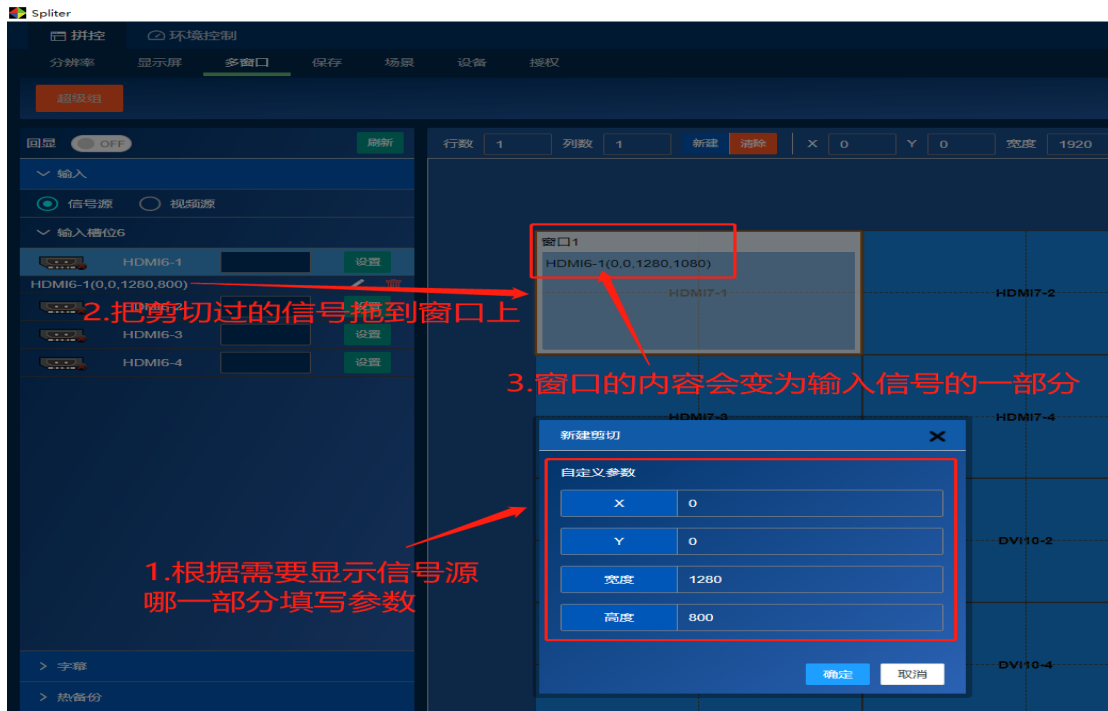 Spliter
拼控 环境控制
分辨率 显示屏 多窗口 保存 场景 设备 授权
超级组
回显 OFF 刷新
行数 1 列数 1 新建 清除 X 0 Y 0 宽度 1920
输入
信号源 视频源
输入槽位6
HDMI6-1 设置
HDMI6-1(0,0,1280,800)
HDMI6-2 设置
HDMI6-3 设置
HDMI6-4 设置
窗口1
HDMI6-1(0,0,1280,1080)
HDMI7-1 HDMI7-2
2.把剪切过的信号拖到窗口上
3.窗口的内容会变为输入信号的一部分
HDMI7-3 HDMI7-4
新建剪切
自定义参数
X 0
Y 0
宽度 1280
高度 800
确定 取消
DVI10-2
DVI10-4
1.根据需要显示信号源
哪一部分填写参数
字幕
热备份